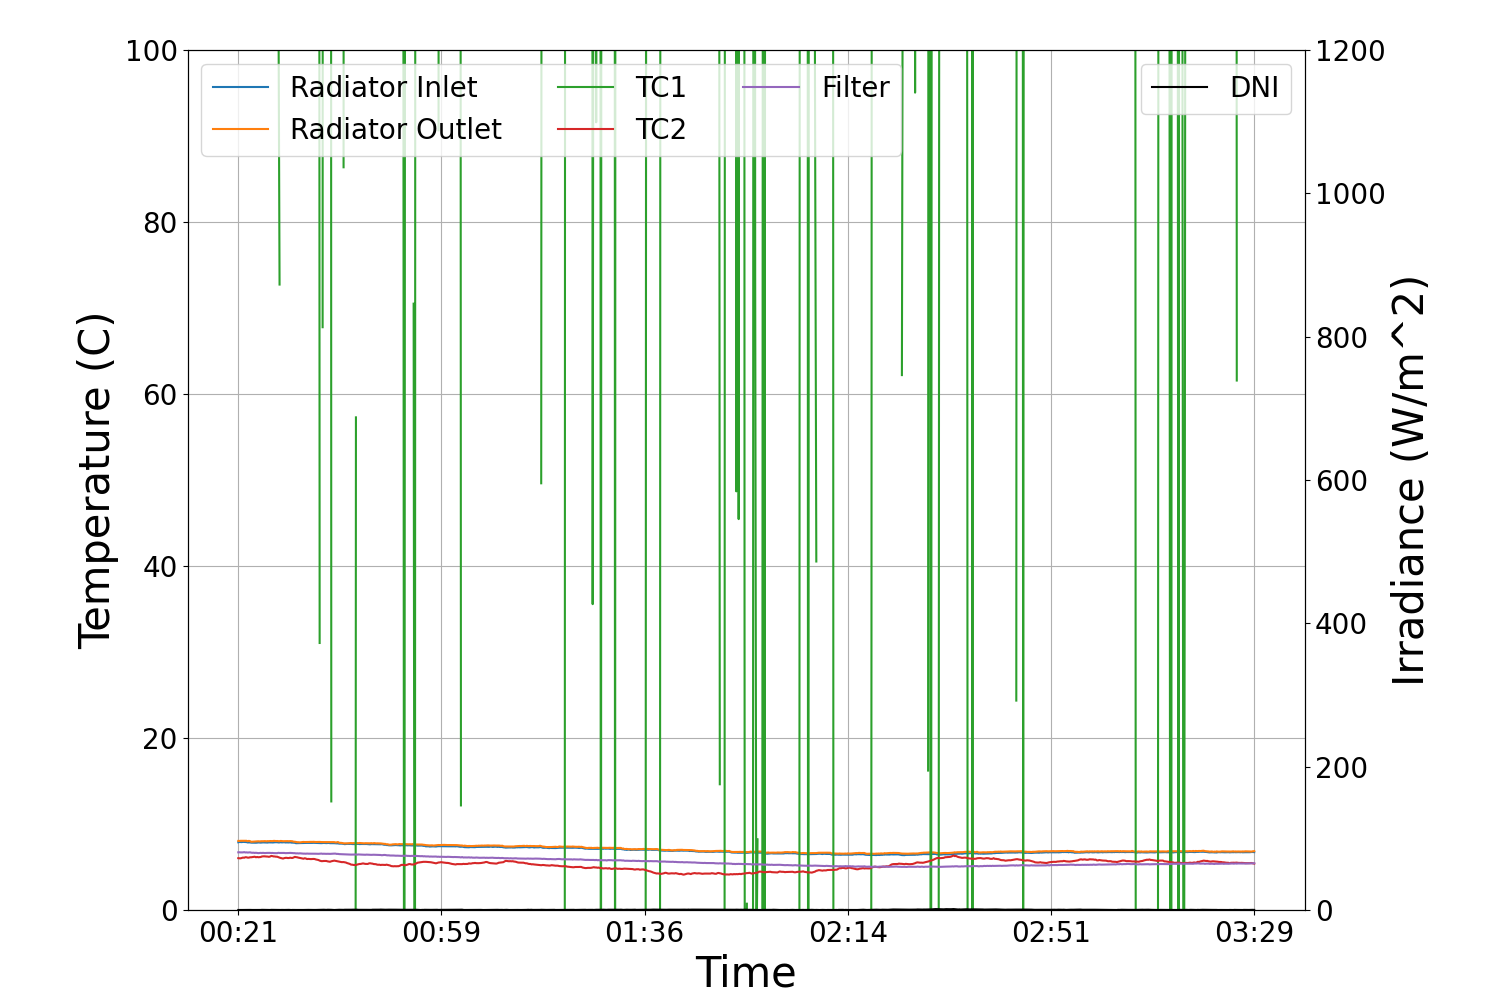 100
80
60
40
20
0
Temperature (C)
Radiator Inlet
Radiator Outlet
TC1
TC2
Filter
DNI
1200
1000
800
600
400
200
0
Irradiance (W/m^2)
00:21
00:59
01:36
02:14
02:51
03:29
Time